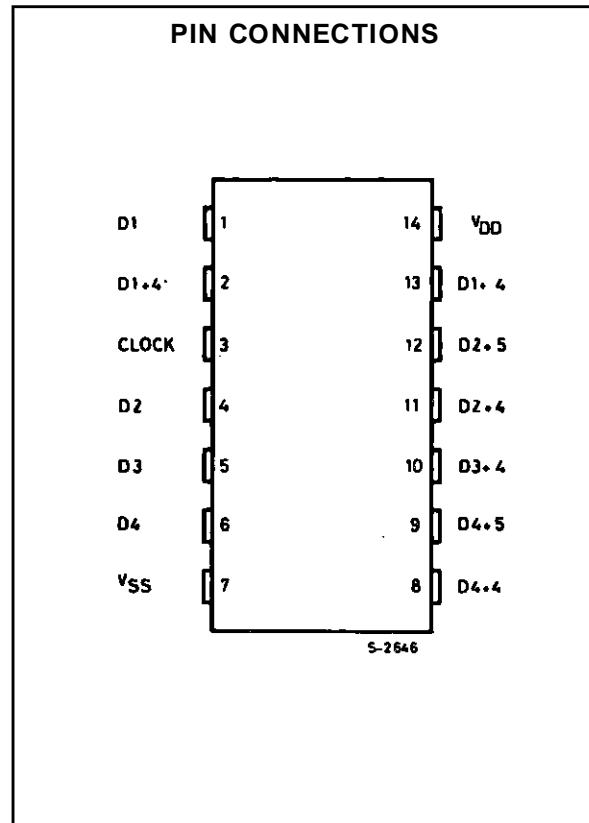 PIN CONNECTIONS
D1 1 14 VDD
D1+4' 2 13 D1+ 4
CLOCK 3 12 D2+5
D2 4 11 D2+4
D3 5 10 D3+4
D4 6 9 D4+5
VSS 7 8 D4+4
S-2646